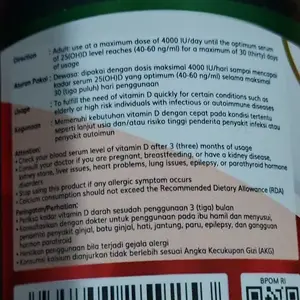 Direction : Adult: use at a maximum dose of 4000 IU/day until the optimum serum
of 25(OH)D level reaches (40-60 ng/ml) for a maximum of 30 (thirty) days
of usage
Aturan Pakai : Dewasa: dipakai dengan dosis maksimal 4000 IU/hari sampai mencapai
kadar serum 25(OH)D yang optimum (40-60 ng/ml) selama maksimal
30 (tiga puluh) hari penggunaan
Usage : To fulfill the need of vitamin D quickly for certain conditions such as
elderly or high risk individuals with infectious or autoimmune diseases
Kegunaan : Memenuhi kebutuhan vitamin D dengan cepat pada kondisi tertentu
seperti lanjut usia dan/atau risiko tinggi penderita penyakit infeksi atau
penyakit autoimun
Attention:
• Check your blood serum level of vitamin D after 3 (three) months of usage
• Consult your doctor if you are pregnant, breastfeeding, or have a kidney disease,
kidney stone, liver issues, heart problems, lung issues, epilepsy, or parathyroid hormone
disorders
• Stop using this product if any allergic symptom occurs
• Calcium consumption should not exceed the Recommended Dietary Allowance (RDA)
Peringatan/Perhatian:
• Periksa kadar vitamin D darah sesudah penggunaan 3 (tiga) bulan
• Konsultasikan dengan dokter untuk penggunaan pada ibu hamil dan menyusui,
penderita penyakit ginjal, batu ginjal, hati, jantung, paru, epilepsy, dan gangguan
hormon paratiroid
• Hentikan penggunaan bila terjadi gejala alergi
• Konsumsi kalsium dianjurkan tidak berlebih sesuai Angka Kecukupan Gizi (AKG)
BPOM RI